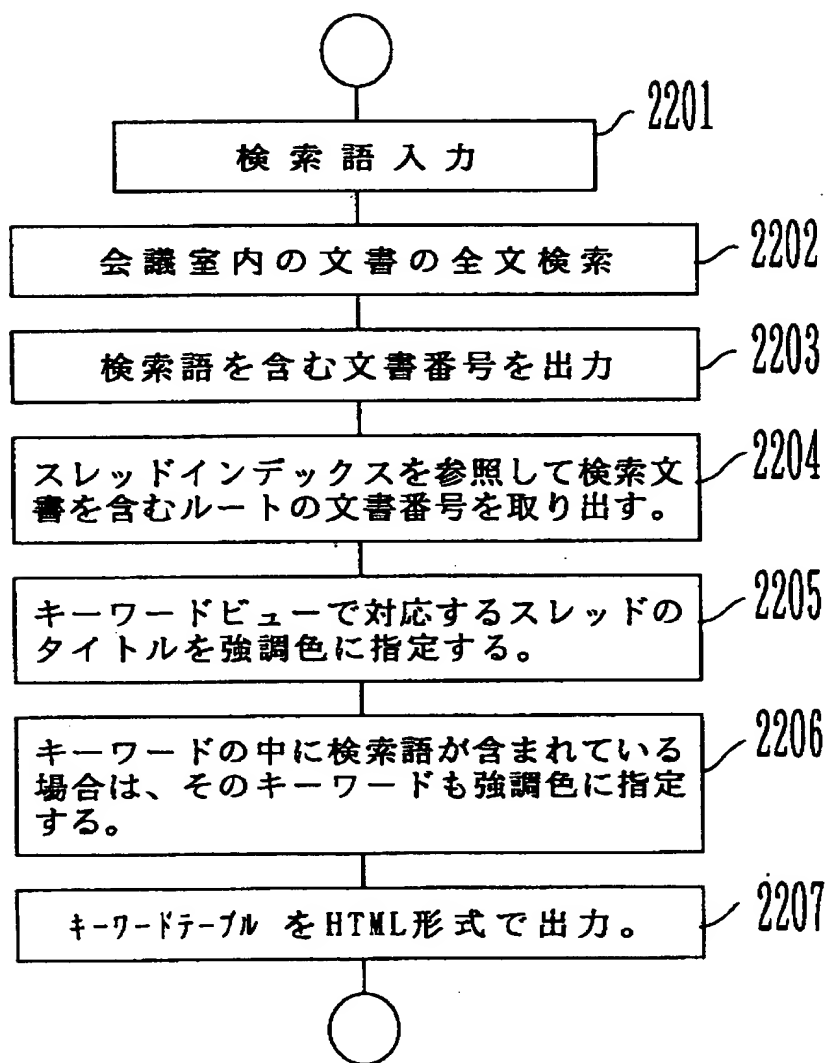 2201
検索語入力
2202
会議室内の文書の全文検索
2203
検索語を含む文書番号を出力
2204
スレッドインデックスを参照して検索文
書を含むルートの文書番号を取り出す。
2205
キーワードビューで対応するスレッドの
タイトルを強調色に指定する。
2206
キーワードの中に検索語が含まれている
場合は、そのキーワードも強調色に指定
する。
2207
キーワードテーブル をHTML形式で出力。